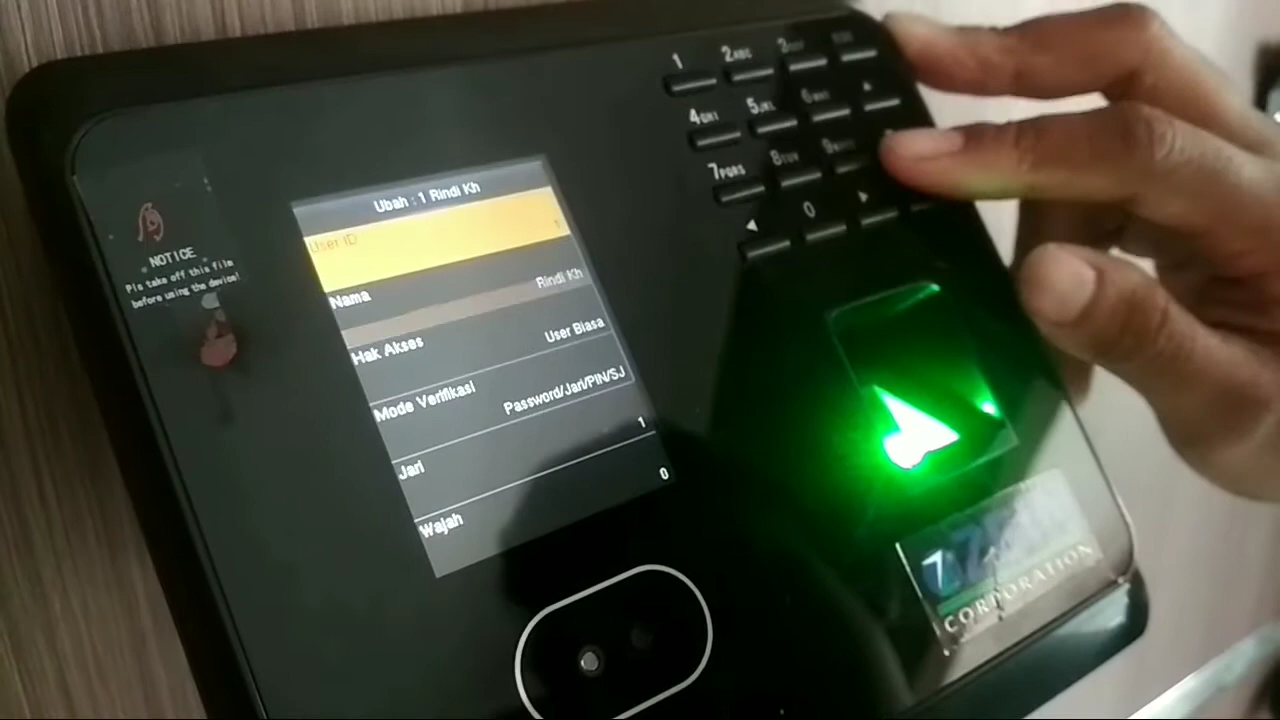 NOTICE
Pls take off this film
before using the device!
Ubah : 1 Rindi Kh
User ID 1
Nama Rindi Kh
Hak Akses User Biasa
Mode Verifikasi Password/Jari/PIN/SJ
Jari 1
Wajah 0
1 2ABC
4GHI 5JKL 6MNO
7PQRS 8TUV
◀ 0 ▶
CORPORATION